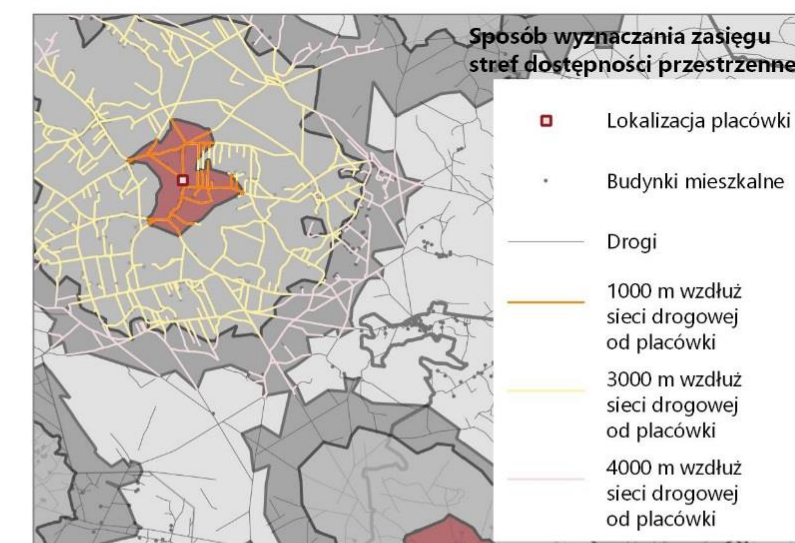 Sposób wyznaczania zasięgu
stref dostępności przestrzenne
Lokalizacja placówki
Budynki mieszkalne
Drogi
1000 m wzdłuż
sieci drogowej
od placówki
3000 m wzdłuż
sieci drogowej
od placówki
4000 m wzdłuż
sieci drogowej
od placówki